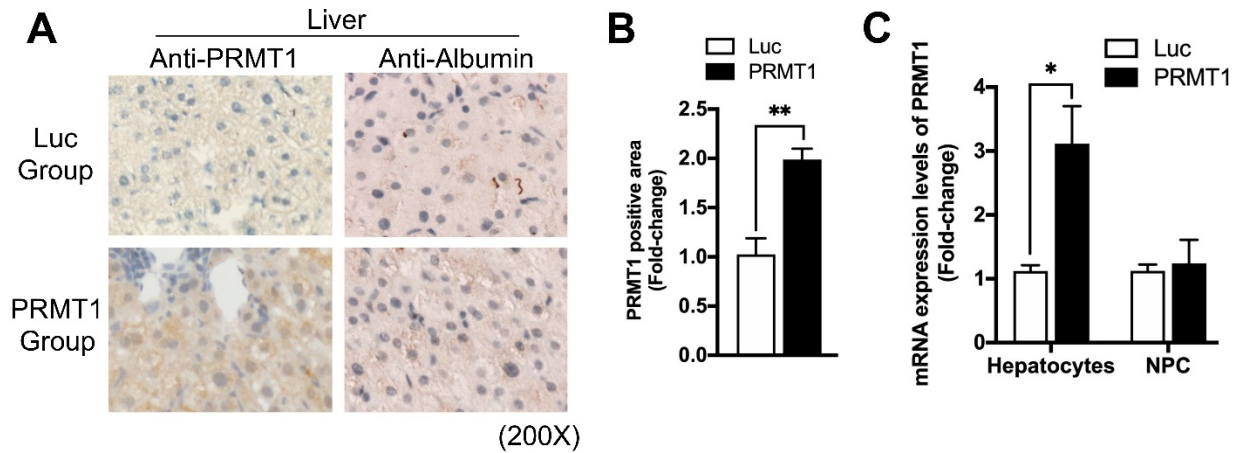 A
Liver
Anti-PRMT1 Anti-Albumin
Luc
Group
PRMT1
Group
(200X)
B
Luc
PRMT1
PRMT1 positive area
(Fold-change)
2.5
2.0
1.5
1.0
0.5
0.0
**
C
Luc
PRMT1
mRNA expression levels of PRMT1
(Fold-change)
4
3
2
1
0
*
Hepatocytes NPC